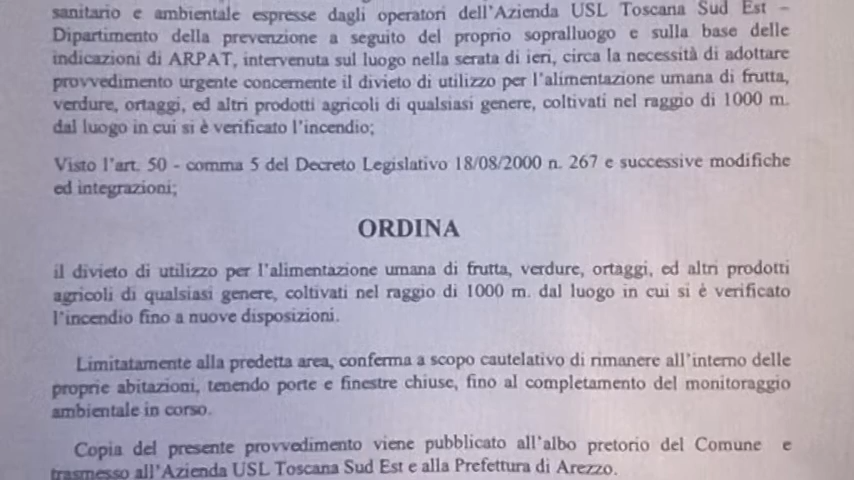 sanitario e ambientale espresse dagli operatori dell'Azienda USL Toscana Sud Est –
Dipartimento della prevenzione a seguito del proprio sopralluogo e sulla base delle
indicazioni di ARPAT, intervenuta sul luogo nella serata di ieri, circa la necessità di adottare
provvedimento urgente concernente il divieto di utilizzo per l'alimentazione umana di frutta,
verdure, ortaggi, ed altri prodotti agricoli di qualsiasi genere, coltivati nel raggio di 1000 m.
dal luogo in cui si è verificato l'incendio;
Visto l'art. 50 - comma 5 del Decreto Legislativo 18/08/2000 n. 267 e successive modifiche
ed integrazioni;
ORDINA
il divieto di utilizzo per l'alimentazione umana di frutta, verdure, ortaggi, ed altri prodotti
agricoli di qualsiasi genere, coltivati nel raggio di 1000 m. dal luogo in cui si è verificato
l'incendio fino a nuove disposizioni.
Limitatamente alla predetta area, conferma a scopo cautelativo di rimanere all'interno delle
proprie abitazioni, tenendo porte e finestre chiuse, fino al completamento del monitoraggio
ambientale in corso.
Copia del presente provvedimento viene pubblicato all'albo pretorio del Comune e
trasmesso all'Azienda USL Toscana Sud Est e alla Prefettura di Arezzo.